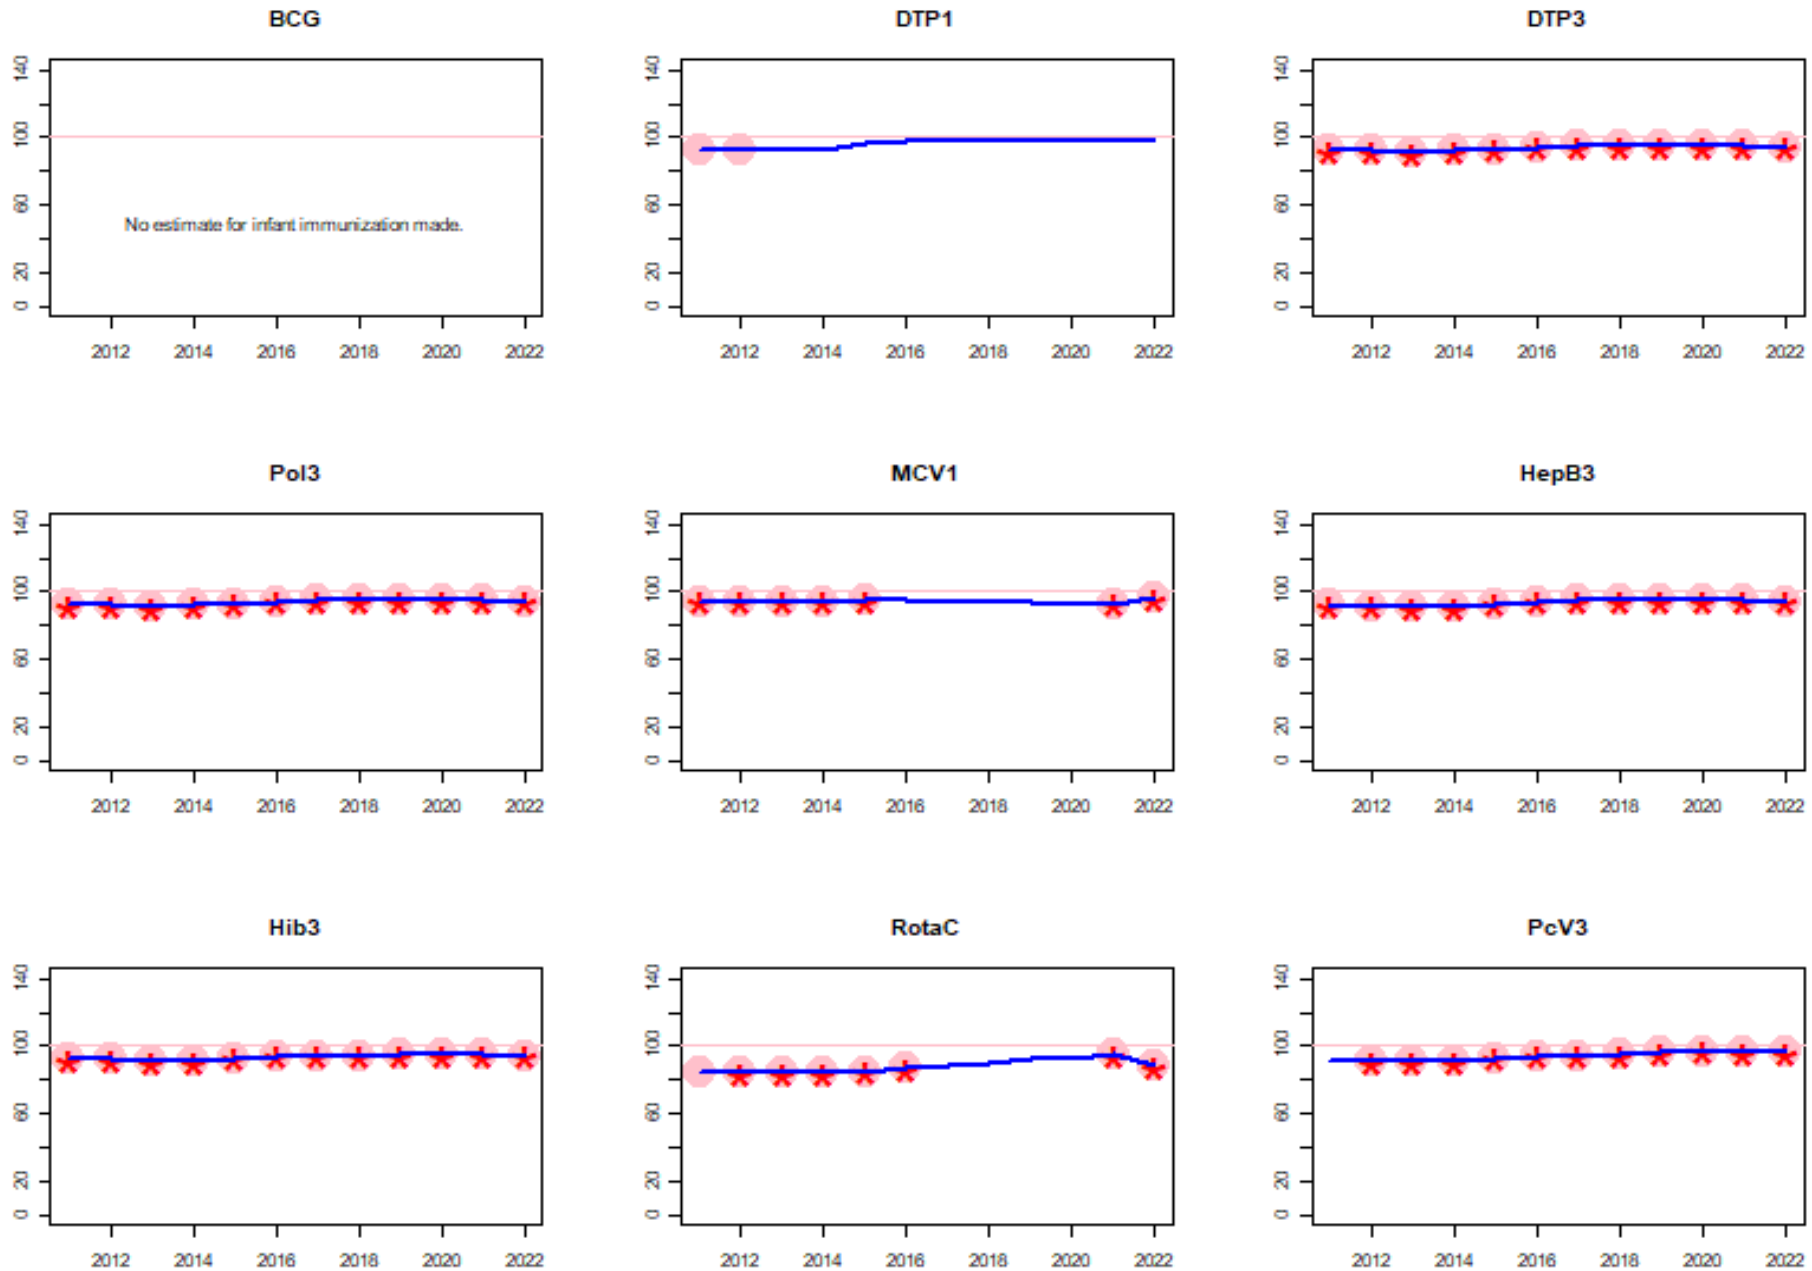 BCG DTP1 DTP3
140 140 140
100 100 100
60 60 60
No estimate for infant immunization made.
20 20 20
0 0 0
2012 2014 2016 2018 2020 2022 2012 2014 2016 2018 2020 2022 2012 2014 2016 2018 2020 2022
Pol3 MCV1 HepB3
140 140 140
100 100 100
60 60 60
20 20 20
0 0 0
2012 2014 2016 2018 2020 2022 2012 2014 2016 2018 2020 2022 2012 2014 2016 2018 2020 2022
Hib3 RotaC PcV3
140 140 140
100 100 100
60 60 60
20 20 20
0 0 0
2012 2014 2016 2018 2020 2022 2012 2014 2016 2018 2020 2022 2012 2014 2016 2018 2020 2022